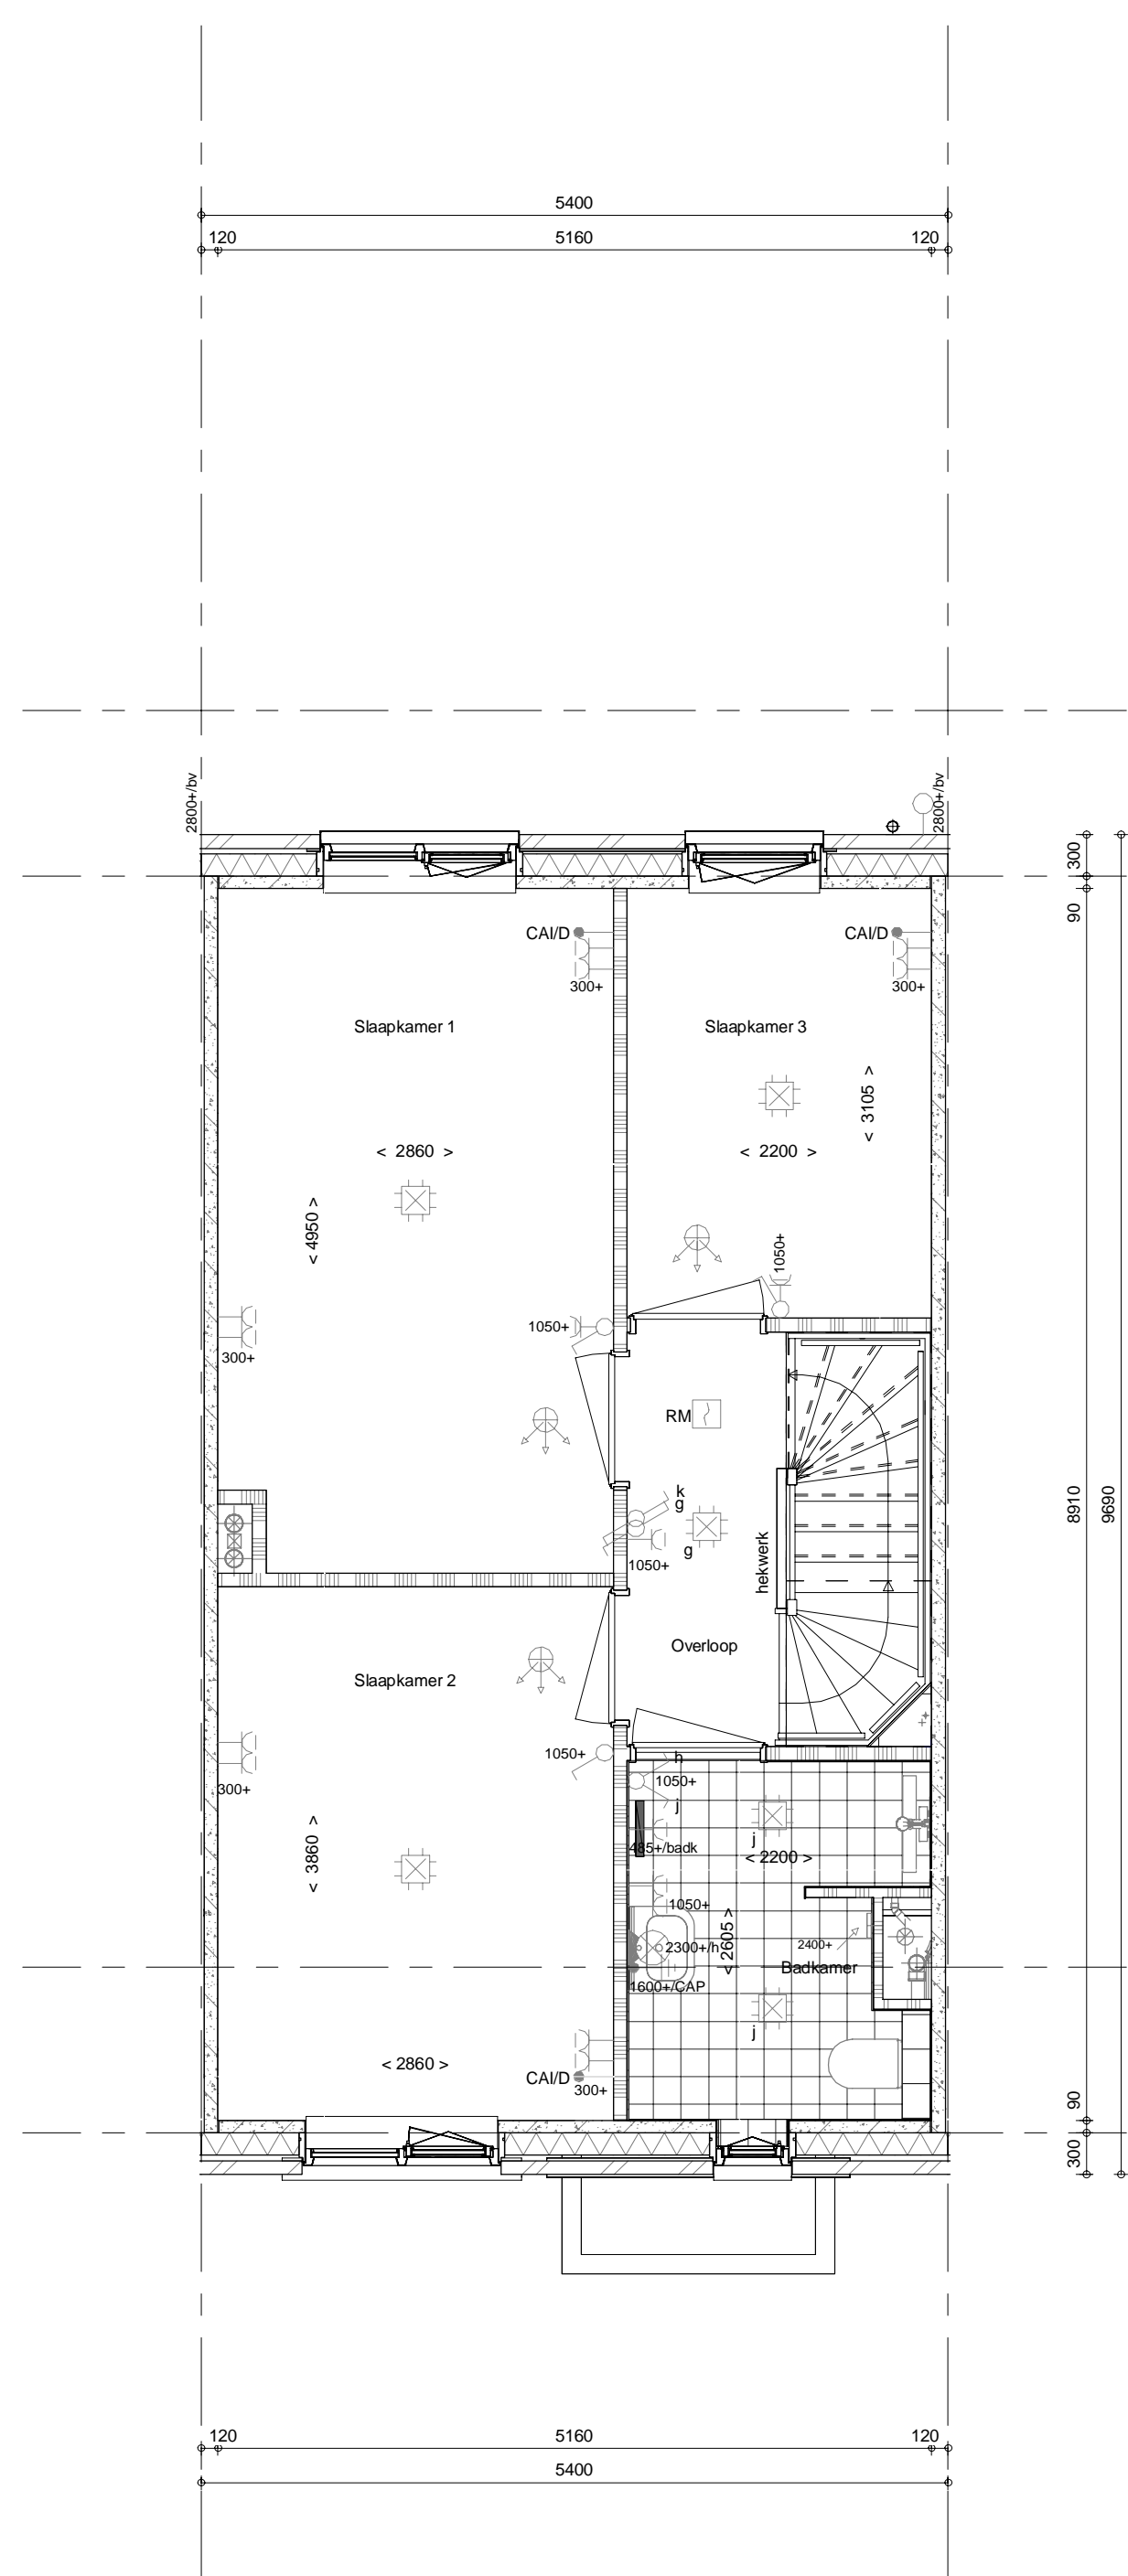 5400
120 5160 120
2800+/bv
2800+/bv
300
90
CAI/D
300+
CAI/D
300+
Slaapkamer 1
Slaapkamer 3
< 3105 >
< 2860 >
< 2200 >
< 4950 >
1050+
1050+
300+
RM
k
g
g
1050+
hekwerk
8910
9690
Overloop
Slaapkamer 2
1050+
300+
h
1050+
j
j
485+/badk
< 2200 >
< 3860 >
1050+
< 2605 >
2300+/h
2400+
Badkamer
1600+/CAP
j
< 2860 >
CAI/D
300+
90
300
120 5160 120
5400